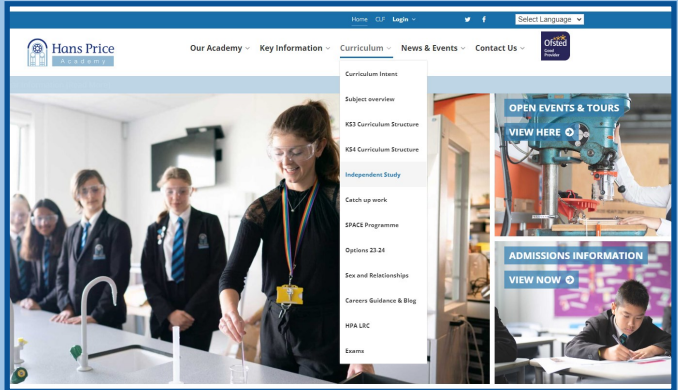 Home CLF Login
Select Language
Hans Price
Academy
Our Academy Key Information Curriculum News & Events Contact Us
Ofsted
Good
Provider
Curriculum Intent
Subject overview
KS3 Curriculum Structure
KS4 Curriculum Structure
Independent Study
Catch up work
SPACE Programme
Options 23-24
Sex and Relationships
Careers Guidance & Blog
HPA LRC
Exams
OPEN EVENTS & TOURS
VIEW HERE
ADMISSIONS INFORMATION
VIEW NOW